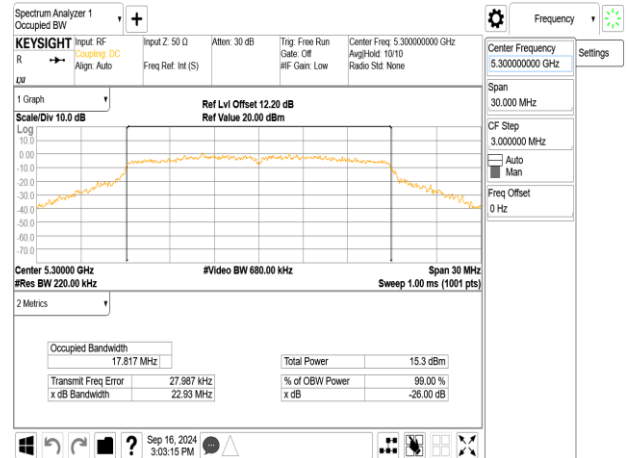 Spectrum Analyzer 1
Occupied BW
Frequency
KEYSIGHT
R
Input: RF
Coupling: DC
Align: Auto
Input Z: 50 Ω
Freq Ref: Int (S)
Atten: 30 dB
Trig: Free Run
Gate: Off
#IF Gain: Low
Center Freq: 5.300000000 GHz
Avg|Hold: 10/10
Radio Std: None
Center Frequency
5.300000000 GHz
Settings
Span
30.000 MHz
CF Step
3.000000 MHz
Auto
Man
Freq Offset
0 Hz
1 Graph
Scale/Div 10.0 dB
Ref Lvl Offset 12.20 dB
Ref Value 20.00 dBm
Log
10.0
0.00
-10.0
-20.0
-30.0
-40.0
-50.0
-60.0
-70.0
Center 5.30000 GHz
#Res BW 220.00 kHz
#Video BW 680.00 kHz
Span 30 MHz
Sweep 1.00 ms (1001 pts)
2 Metrics
Occupied Bandwidth
17.817 MHz
Total Power 15.3 dBm
Transmit Freq Error 27.987 kHz
% of OBW Power 99.00 %
x dB Bandwidth 22.93 MHz
x dB -26.00 dB
?
Sep 16, 2024
3:03:15 PM